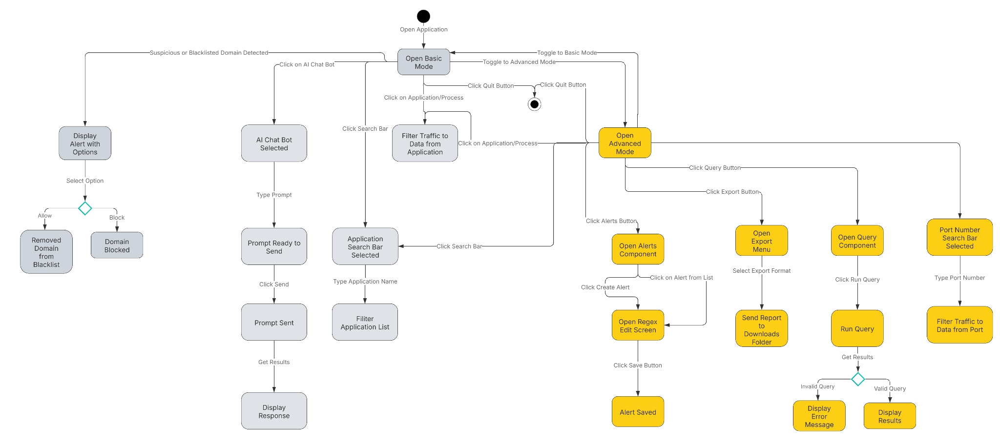 Open Application
Suspicious or Blacklisted Domain Detected
Toggle to Basic Mode
Open Basic
Mode
Click on AI Chat Bot
Toggle to Advanced Mode
Click Quit Button
Click Quit Button
Click on Application/Process
Click Search Bar
Display
Alert with
Options
AI Chat Bot
Selected
Filter Traffic to
Data from
Application
Click on Application/Process
Open
Advanced
Mode
Click Query Button
Select Option
Click Export Button
Type Prompt
Allow
Block
Click Alerts Button
Removed
Domain
from
Blacklist
Domain
Blocked
Prompt Ready to
Send
Application
Search Bar
Selected
Click Search Bar
Open Alerts
Component
Open
Export
Menu
Open Query
Component
Port Number
Search Bar
Selected
Select Export Format
Click on Alert from List
Type Port Number
Click Run Query
Type Application Name
Click Send
Click Create Alert
Prompt Sent
Filiter
Application List
Open Regex
Edit Screen
Send Report
to
Downloads
Folder
Run Query
Filter Traffic to
Data from Port
Get Results
Get Results
Click Save Button
Invalid Query
Valid Query
Display
Response
Alert Saved
Display
Error
Message
Display
Results